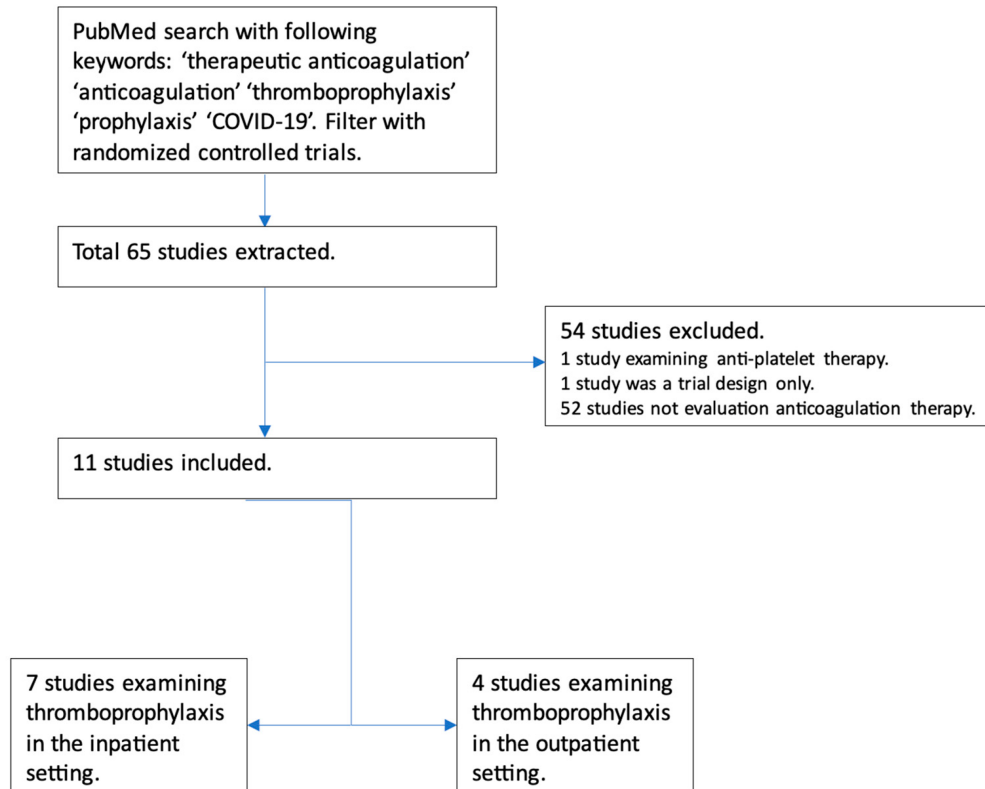 PubMed search with following
keywords: ‘therapeutic anticoagulation’
‘anticoagulation’ ‘thromboprophylaxis’
‘prophylaxis’ ‘COVID-19’. Filter with
randomized controlled trials.
Total 65 studies extracted.
54 studies excluded.
1 study examining anti-platelet therapy.
1 study was a trial design only.
52 studies not evaluation anticoagulation therapy.
11 studies included.
7 studies examining
thromboprophylaxis
in the inpatient
setting.
4 studies examining
thromboprophylaxis
in the outpatient
setting.